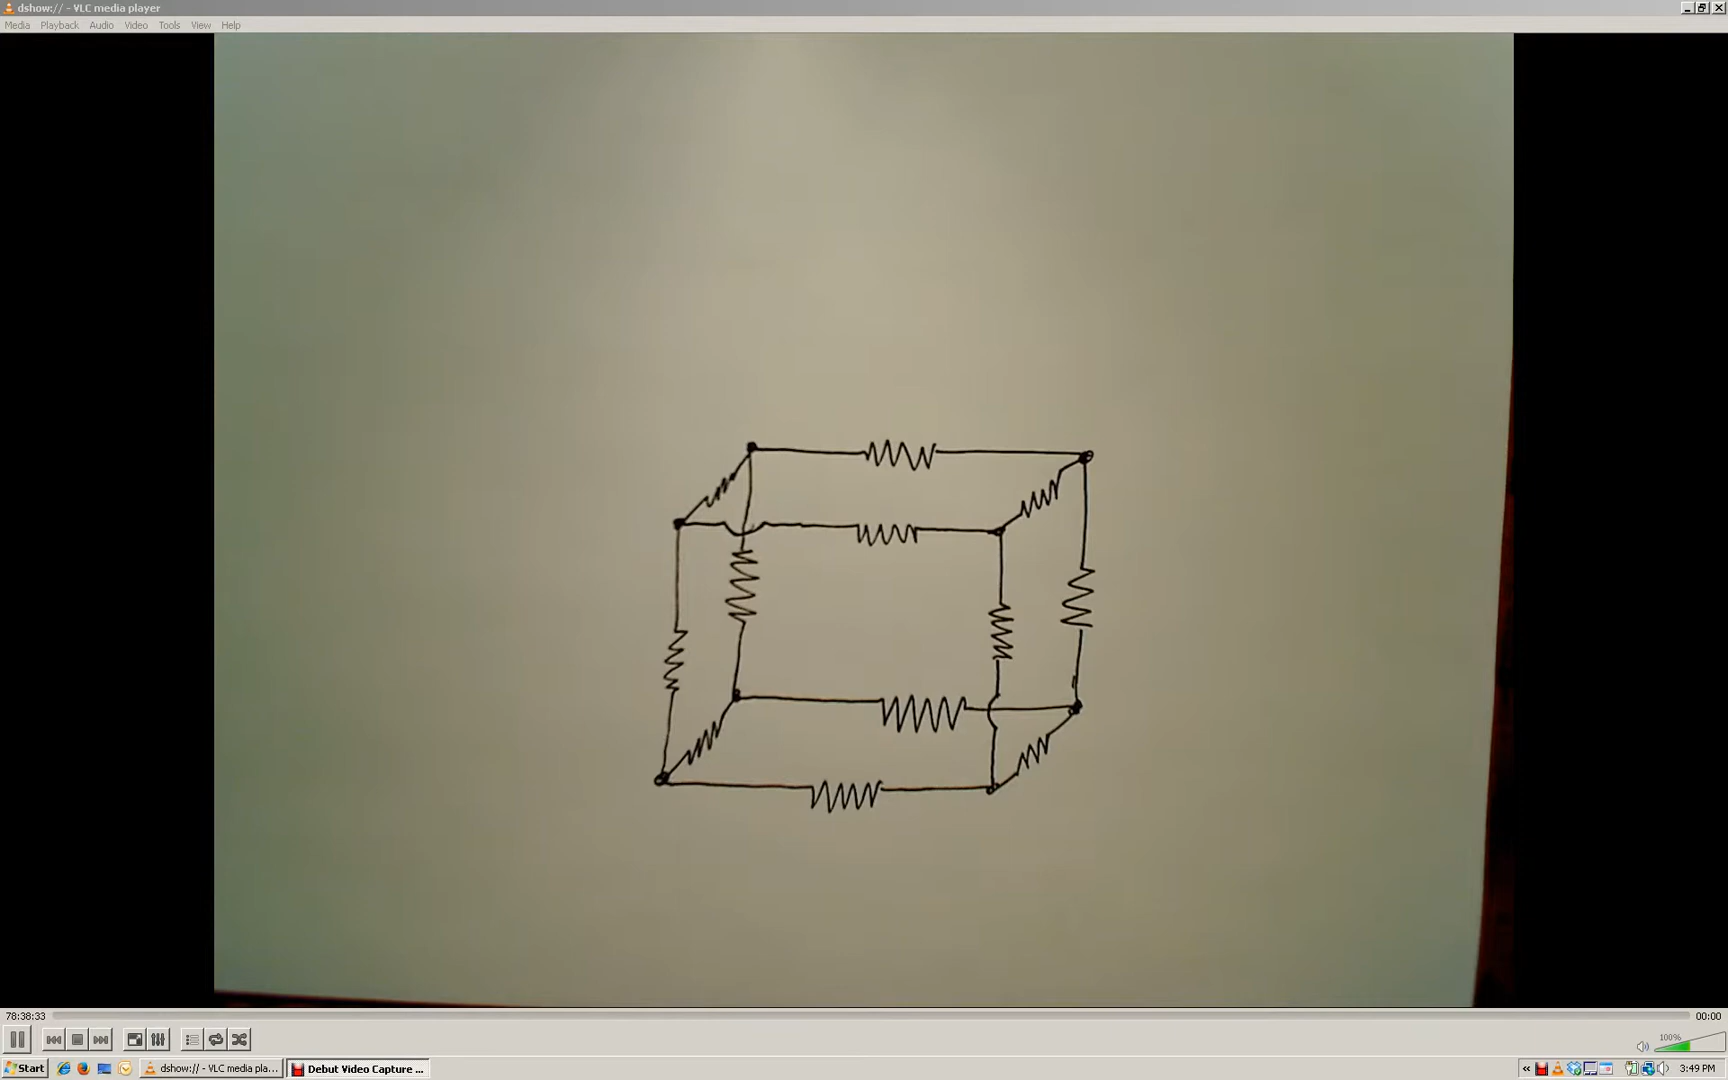 dshow:// - VLC media player
Media Playback Audio Video Tools View Help
78:38:33
00:00
100%
Start
dshow:// - VLC media pla...
Debut Video Capture ...
«
3:49 PM